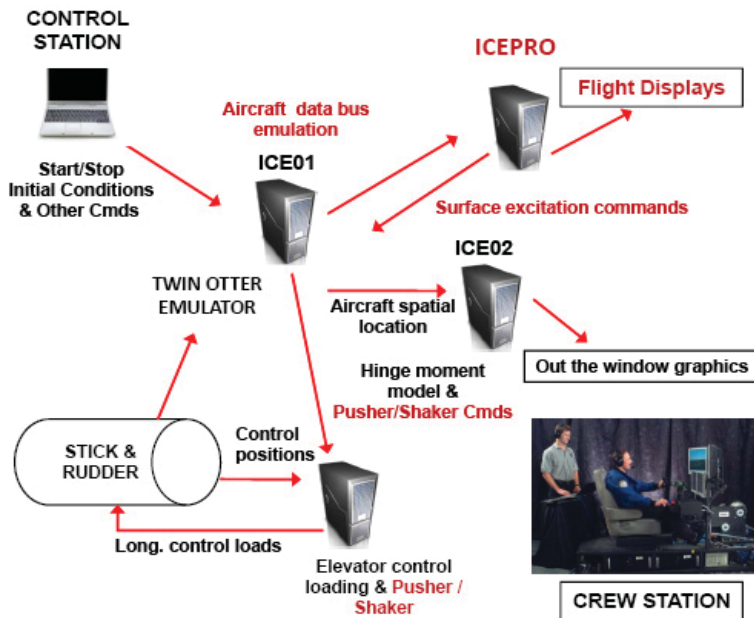 CONTROL
STATION
ICEPRO
Flight Displays
Aircraft data bus
emulation
ICE01
Start/Stop
Initial Conditions
& Other Cmds
Surface excitation commands
ICE02
TWIN OTTER
EMULATOR
Aircraft spatial
location
Out the window graphics
Hinge moment
model &
Pusher/Shaker Cmds
STICK &
RUDDER
Control
positions
Long. control loads
Elevator control
loading & Pusher /
Shaker
CREW STATION